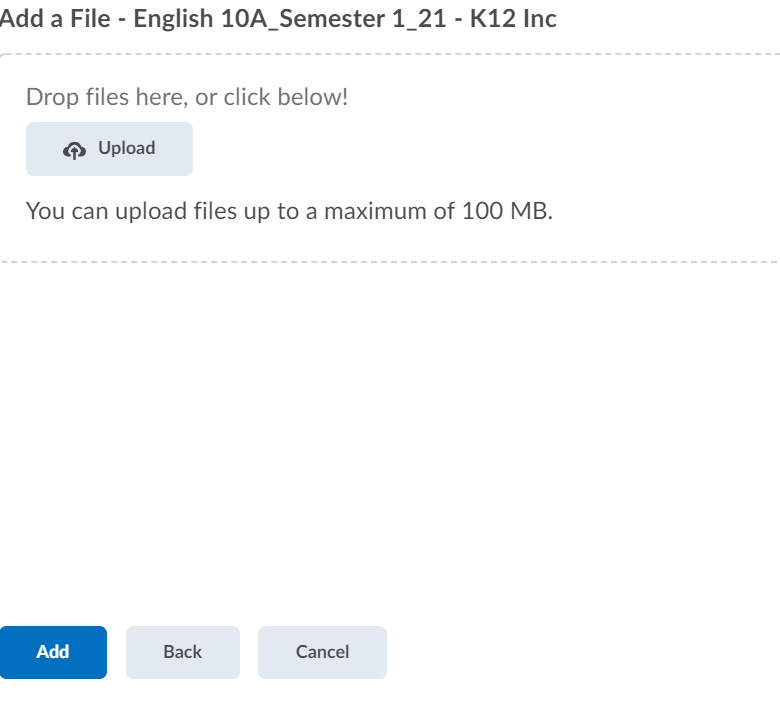 Add a File - English 10A_Semester 1_21 - K12 Inc
Drop files here, or click below!
Upload
You can upload files up to a maximum of 100 MB.
Add Back Cancel